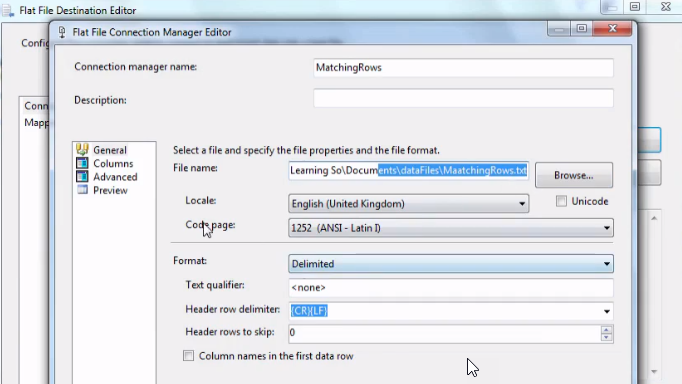 Flat File Destination Editor
Flat File Connection Manager Editor
Config
Connection manager name: MatchingRows
Description:
Conn
Mapp
General
Columns
Advanced
Preview
Select a file and specify the file properties and the file format.
File name: Learning So\Documents\dataFiles\MaatchingRows.txt Browse...
Locale: English (United Kingdom) Unicode
Code page: 1252 (ANSI - Latin I)
Format: Delimited
Text qualifier: <none>
Header row delimiter: {CR}{LF}
Header rows to skip: 0
Column names in the first data row